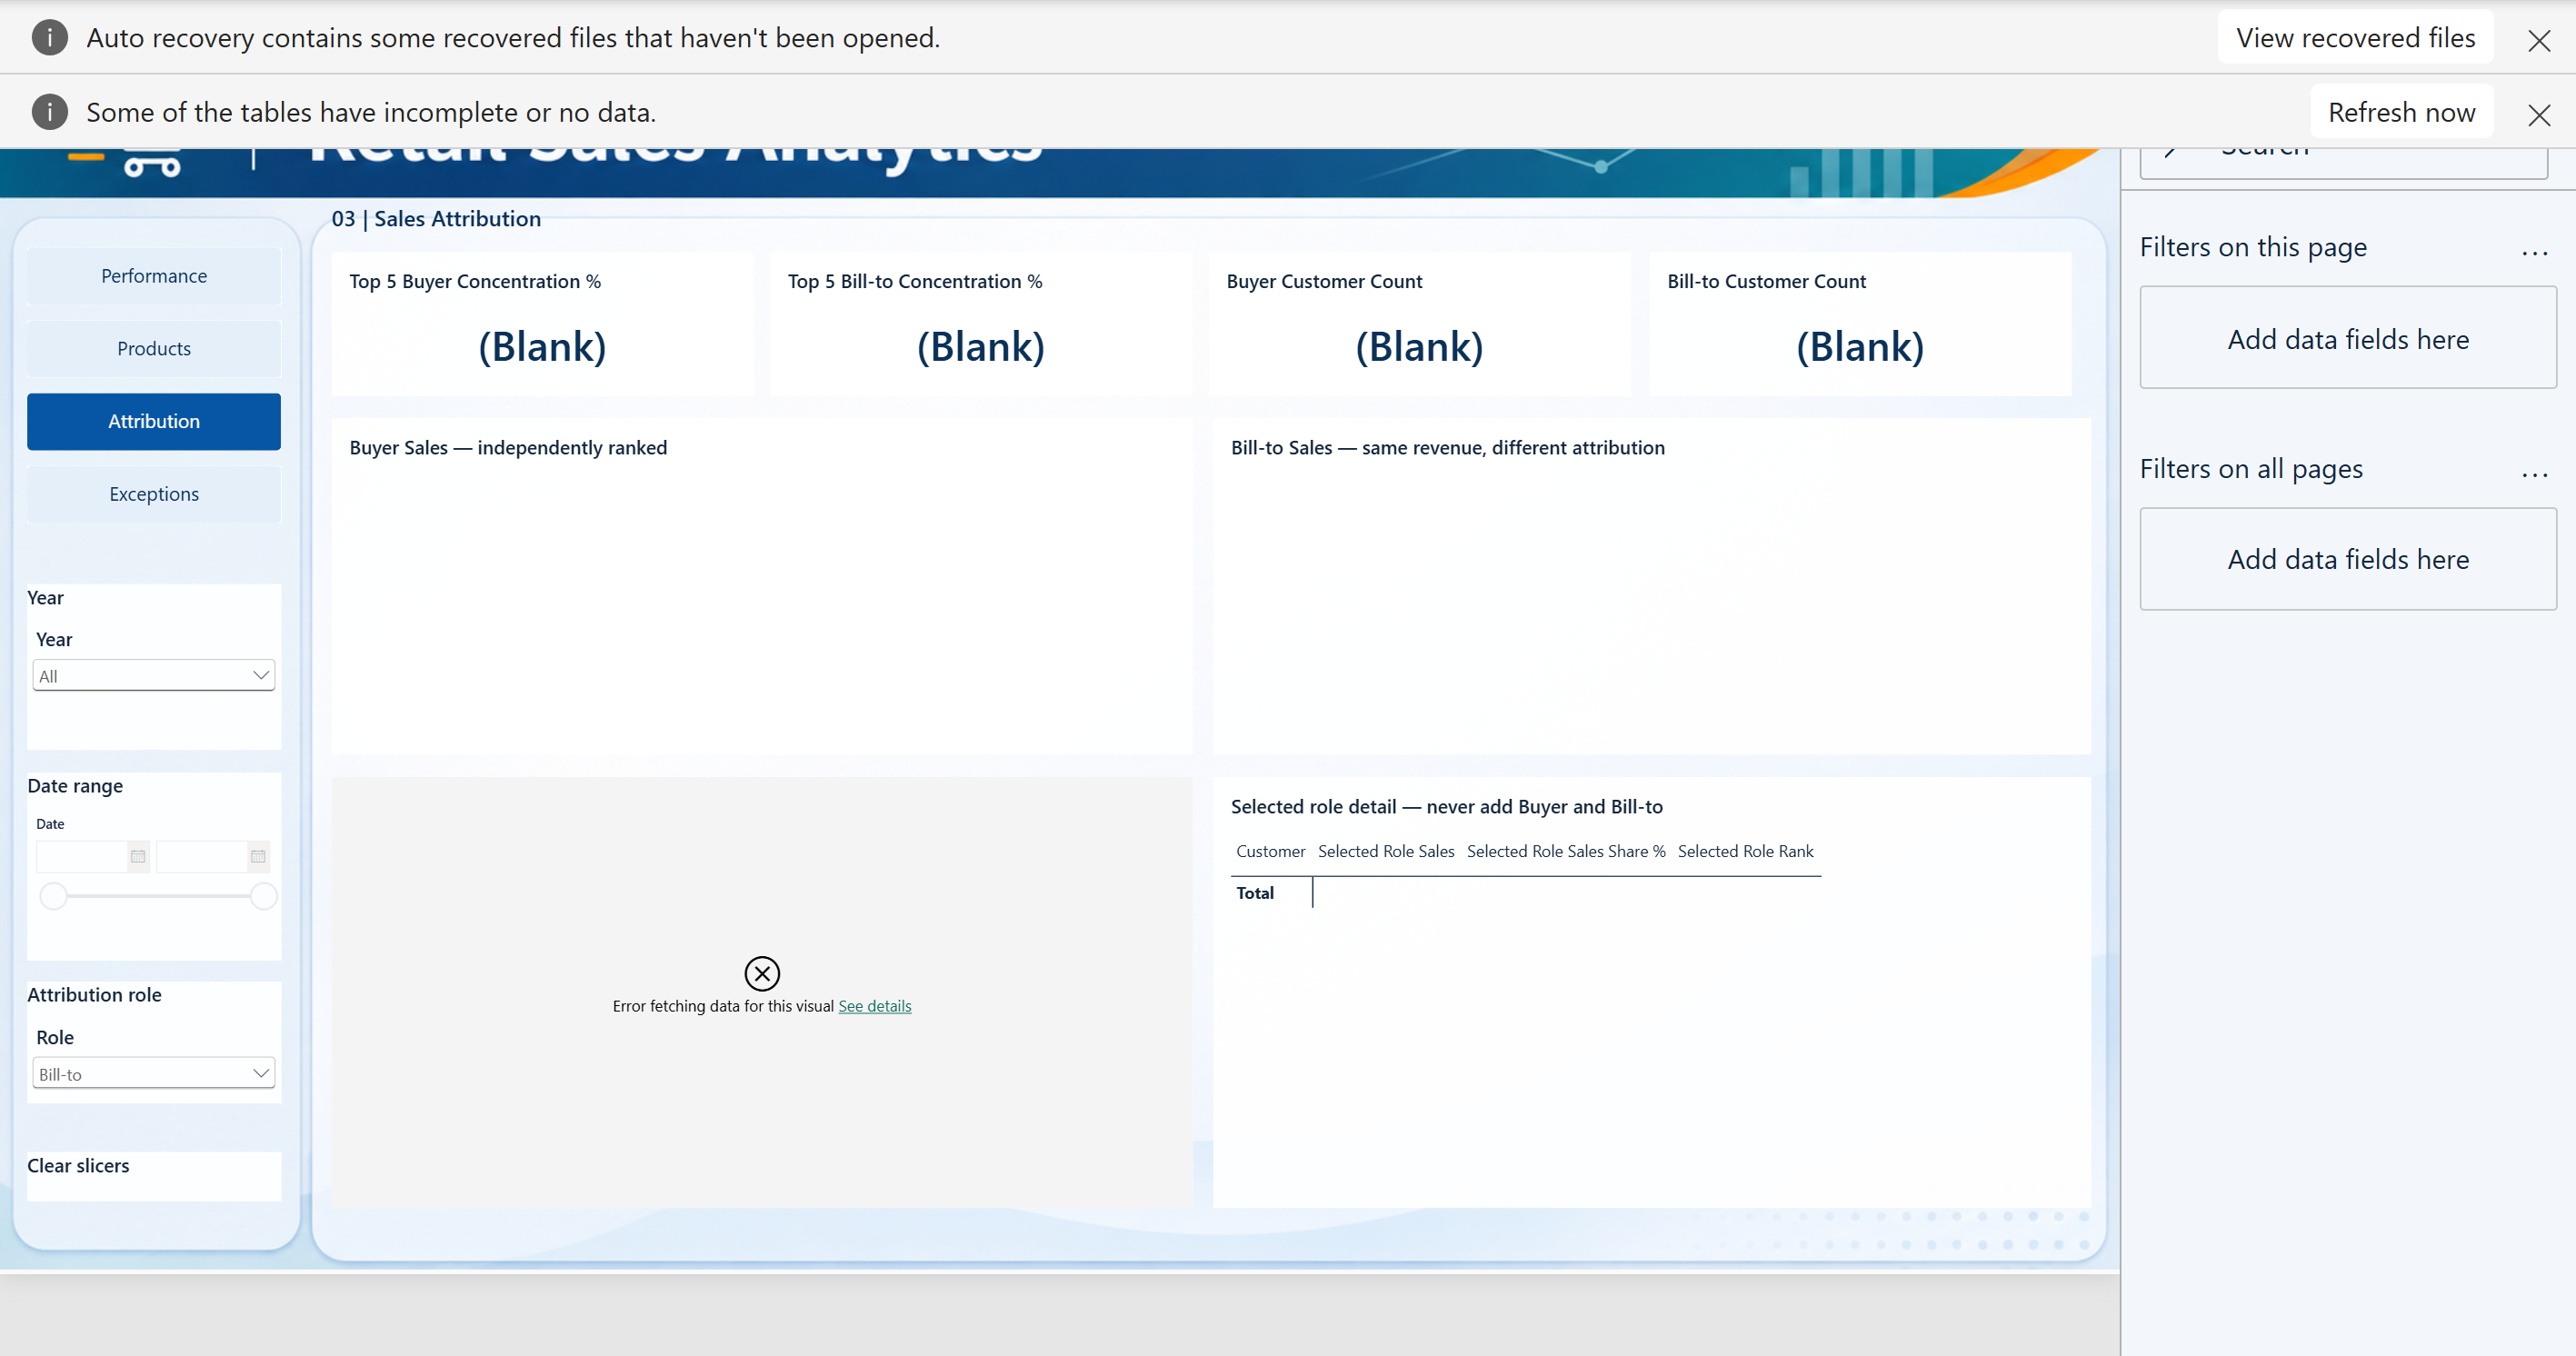 Auto recovery contains some recovered files that haven't been opened.
View recovered files
Some of the tables have incomplete or no data.
Refresh now
Retail Sales Analytics
Search
03 | Sales Attribution
Performance
Products
Attribution
Exceptions
Year
Year
All
Date range
Date
Attribution role
Role
Bill-to
Clear slicers
Top 5 Buyer Concentration %
(Blank)
Top 5 Bill-to Concentration %
(Blank)
Buyer Customer Count
(Blank)
Bill-to Customer Count
(Blank)
Buyer Sales — independently ranked
Bill-to Sales — same revenue, different attribution
Error fetching data for this visual See details
Selected role detail — never add Buyer and Bill-to
Customer Selected Role Sales Selected Role Sales Share % Selected Role Rank
Total
Filters on this page
...
Add data fields here
Filters on all pages
...
Add data fields here